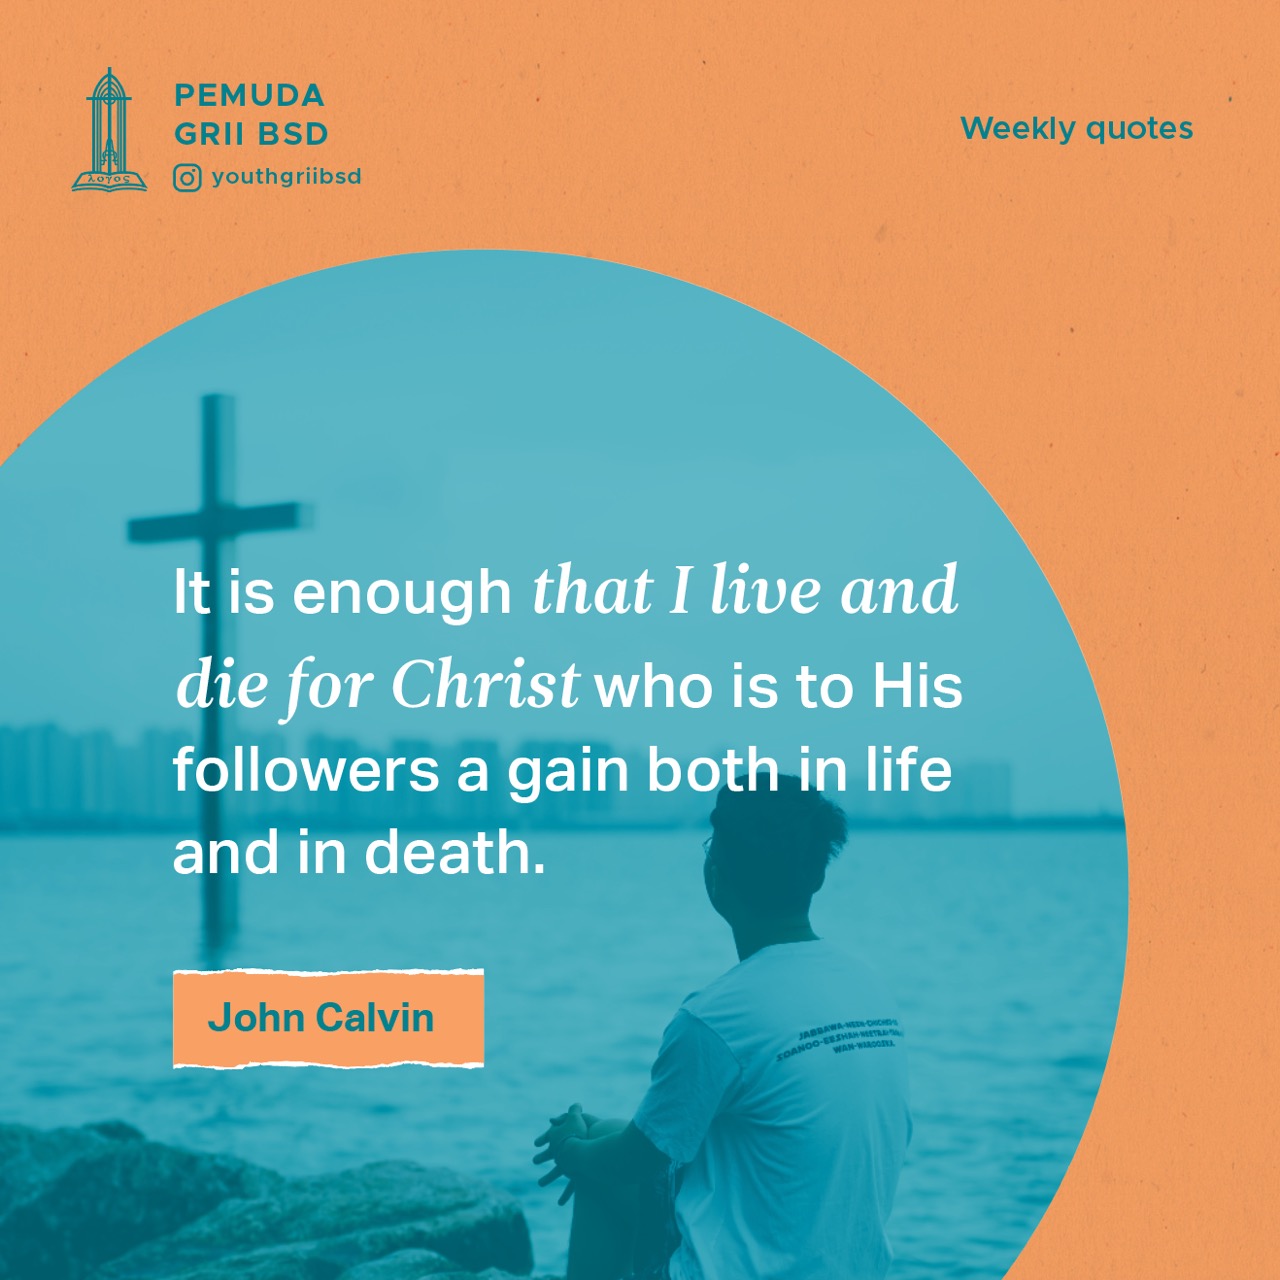 PEMUDA
GRII BSD
youthgriibsd
λογος
Weekly quotes
It is enough that I live and
die for Christ who is to His
followers a gain both in life
and in death.
John Calvin